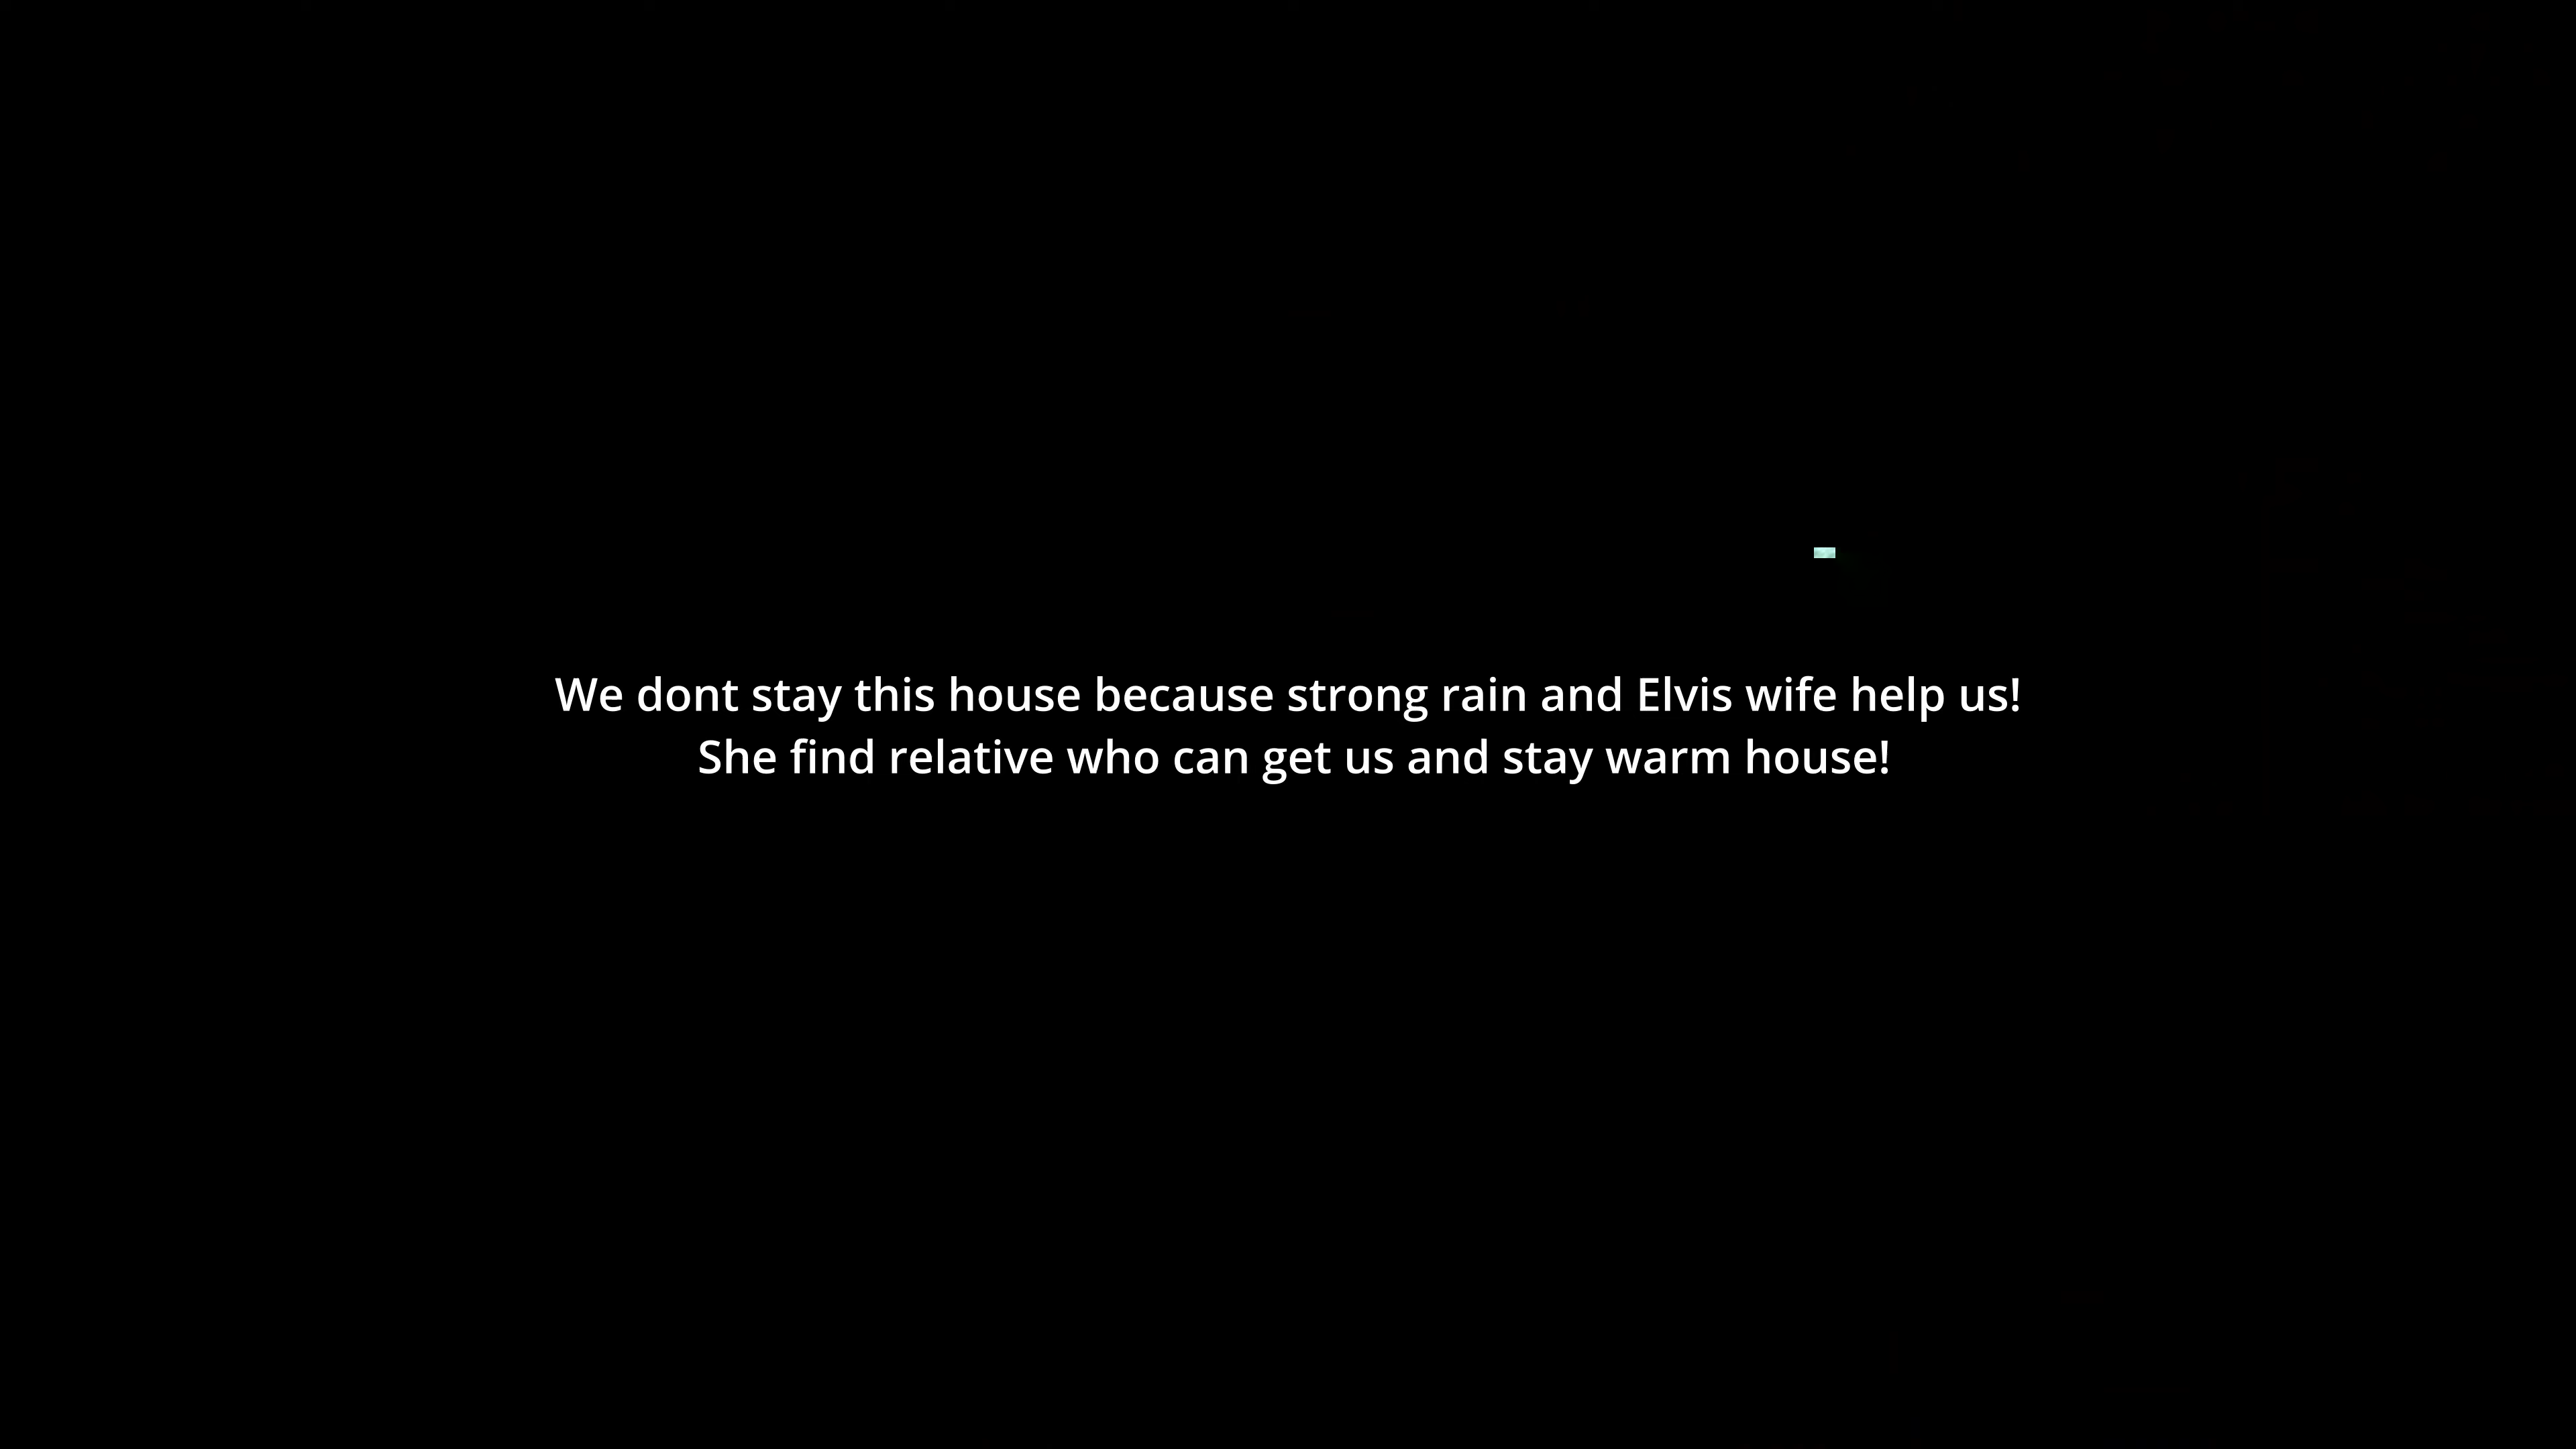 We dont stay this house because strong rain and Elvis wife help us!
She find relative who can get us and stay warm house!